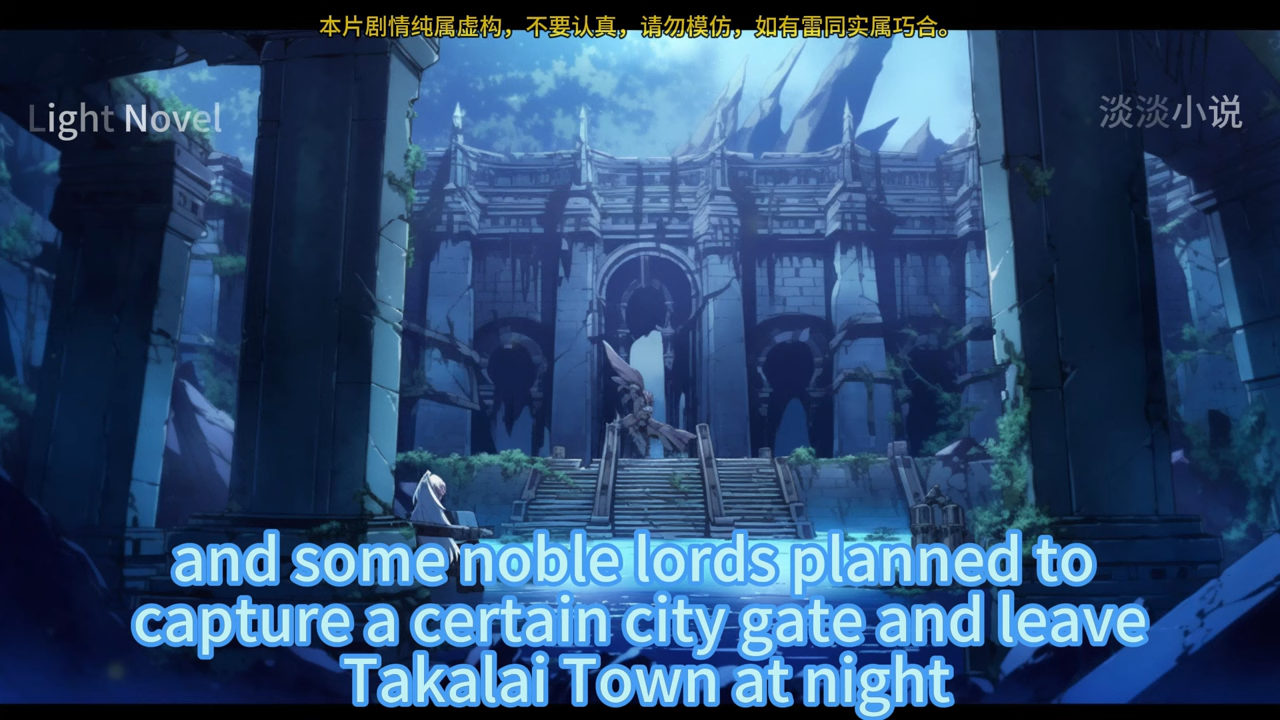 本片剧情纯属虚构，不要认真，请勿模仿，如有雷同实属巧合。
Light Novel
淡淡小说
and some noble lords planned to
capture a certain city gate and leave
Takalai Town at night